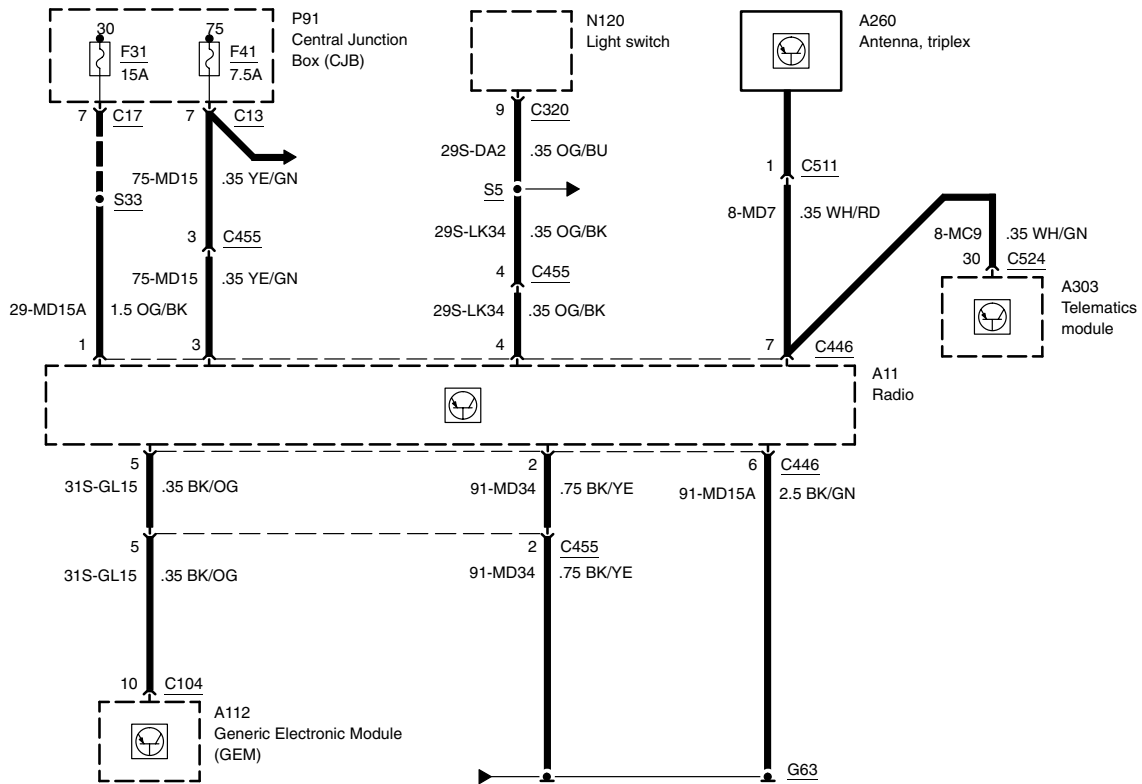 30
75
P91
Central Junction
Box (CJB)
F31
15A
F41
7.5A
N120
Light switch
A260
Antenna, triplex
7 C17
7 C13
9 C320
29S-DA2 .35 OG/BU
1 C511
75-MD15 .35 YE/GN
S33
S5
8-MD7 .35 WH/RD
29S-LK34 .35 OG/BK
8-MC9 .35 WH/GN
3 C455
30 C524
4 C455
75-MD15 .35 YE/GN
A303
Telematics
module
29-MD15A 1.5 OG/BK
29S-LK34 .35 OG/BK
1
3
4
7 C446
A11
Radio
5
2
6 C446
31S-GL15 .35 BK/OG
91-MD34 .75 BK/YE
91-MD15A 2.5 BK/GN
5
2 C455
31S-GL15 .35 BK/OG
91-MD34 .75 BK/YE
10 C104
A112
Generic Electronic Module
(GEM)
G63